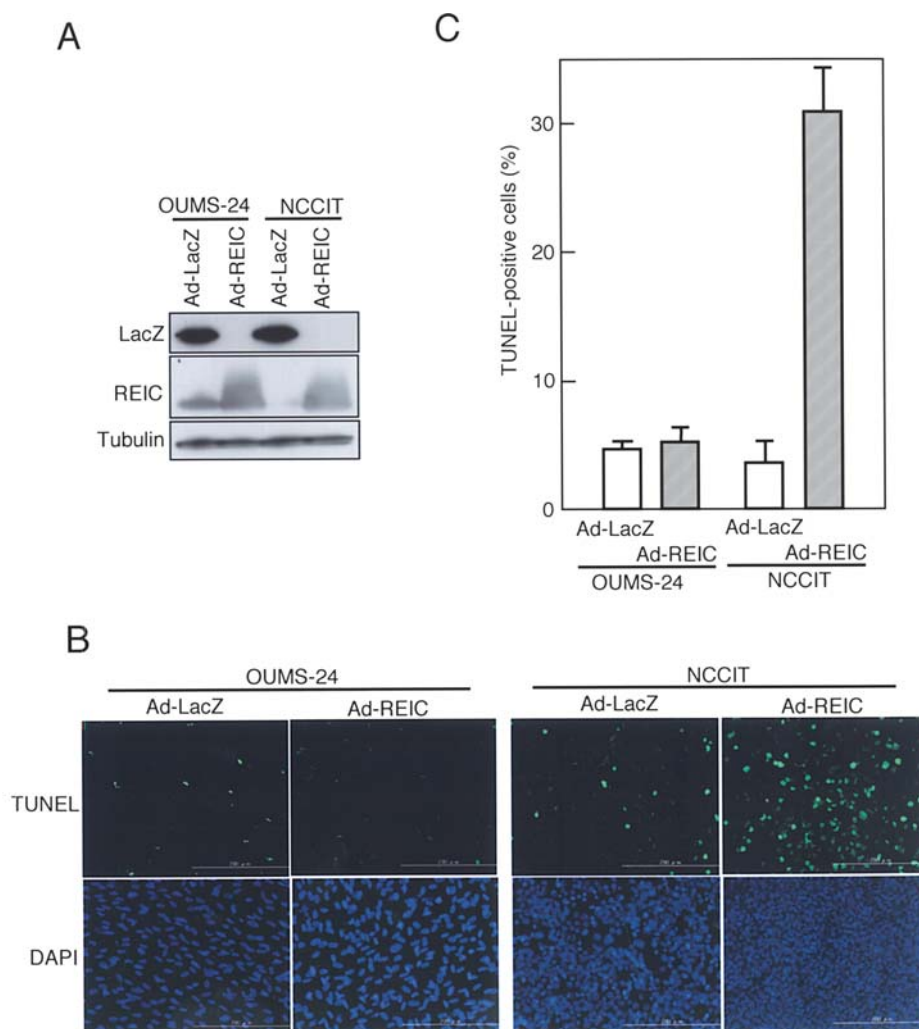 A
OUMS-24 NCCIT
Ad-LacZ Ad-REIC Ad-LacZ Ad-REIC
LacZ
REIC
Tubulin
C
TUNEL-positive cells (%)
30
20
10
0
Ad-LacZ Ad-LacZ
Ad-REIC Ad-REIC
OUMS-24 NCCIT
B
OUMS-24 NCCIT
Ad-LacZ Ad-REIC Ad-LacZ Ad-REIC
TUNEL
DAPI